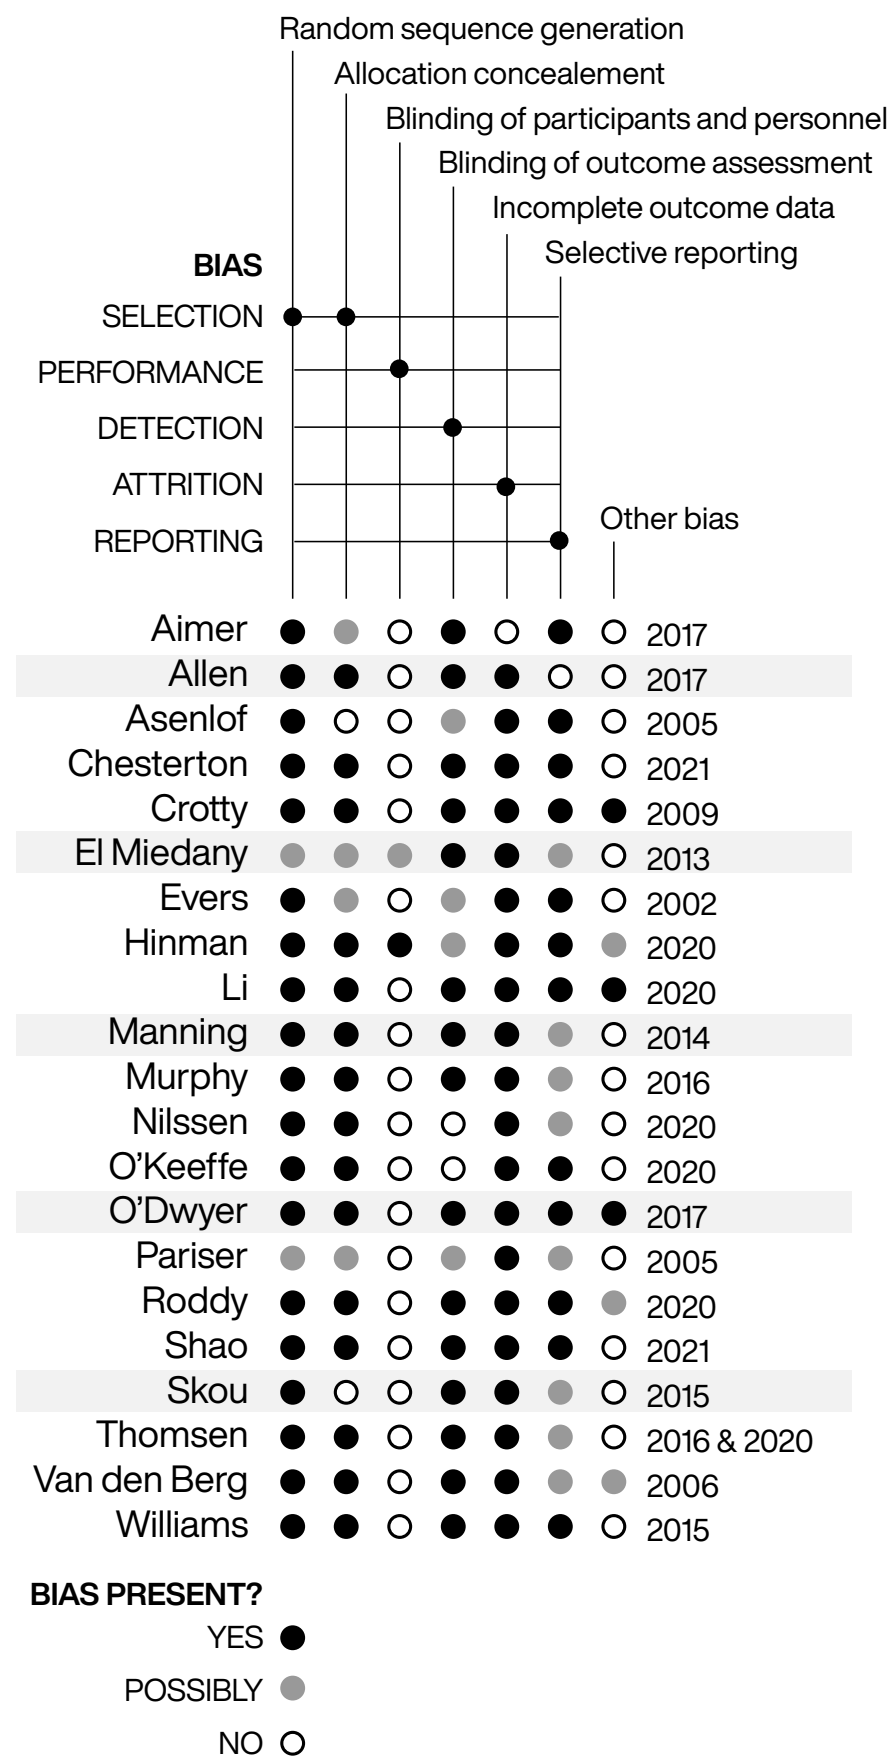 Random sequence generation
Allocation concealement
Blinding of participants and personnel
Blinding of outcome assessment
Incomplete outcome data
Selective reporting
BIAS
SELECTION
PERFORMANCE
DETECTION
ATTRITION
Other bias
REPORTING
Aimer 2017
Allen 2017
Asenlof 2005
Chesterton 2021
Crotty 2009
El Miedany 2013
Evers 2002
Hinman 2020
Li 2020
Manning 2014
Murphy 2016
Nilssen 2020
O'Keeffe 2020
O'Dwyer 2017
Pariser 2005
Roddy 2020
Shao 2021
Skou 2015
Thomsen 2016 & 2020
Van den Berg 2006
Williams 2015
BIAS PRESENT?
YES
POSSIBLY
NO